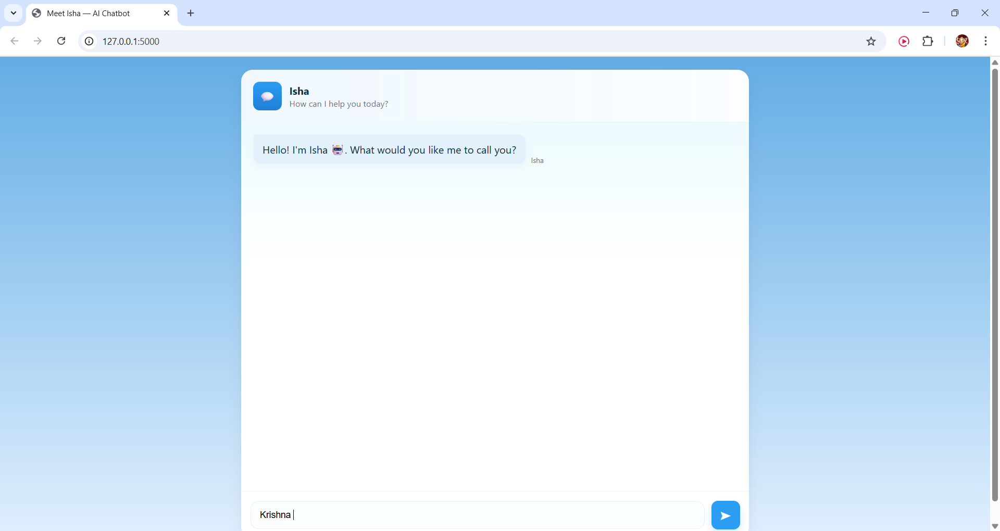 Meet Isha — AI Chatbot
127.0.0.1:5000
Isha
How can I help you today?
Hello! I'm Isha 🤖. What would you like me to call you?
Isha
Krishna